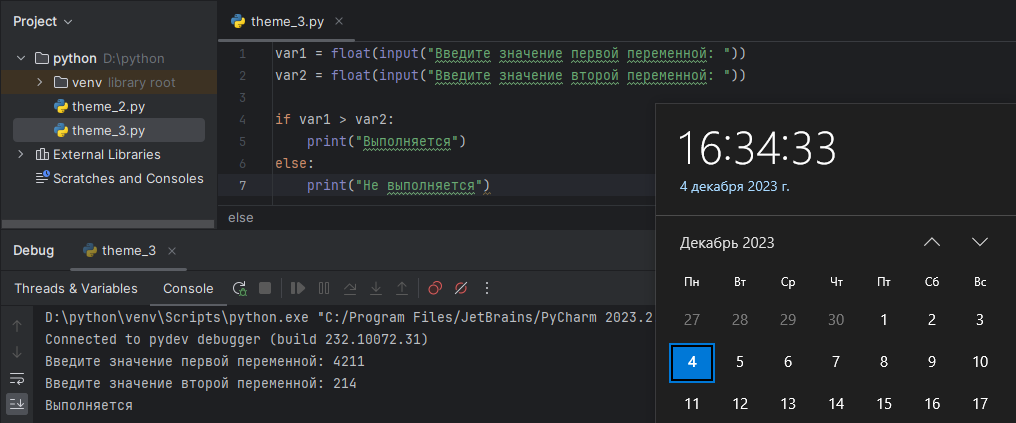 Project
theme_3.py
python D:\python
venv library root
theme_2.py
theme_3.py
External Libraries
Scratches and Consoles
1 var1 = float(input("Введите значение первой переменной: "))
2 var2 = float(input("Введите значение второй переменной: "))
3
4 if var1 > var2:
5 print("Выполняется")
6 else:
7 print("Не выполняется")
else
16:34:33
4 декабря 2023 г.
Декабрь 2023
Пн Вт Ср Чт Пт Сб Вс
27 28 29 30 1 2 3
4 5 6 7 8 9 10
11 12 13 14 15 16 17
Debug theme_3
Threads & Variables Console
D:\python\venv\Scripts\python.exe "C:/Program Files/JetBrains/PyCharm 2023.2
Connected to pydev debugger (build 232.10072.31)
Введите значение первой переменной: 4211
Введите значение второй переменной: 214
Выполняется